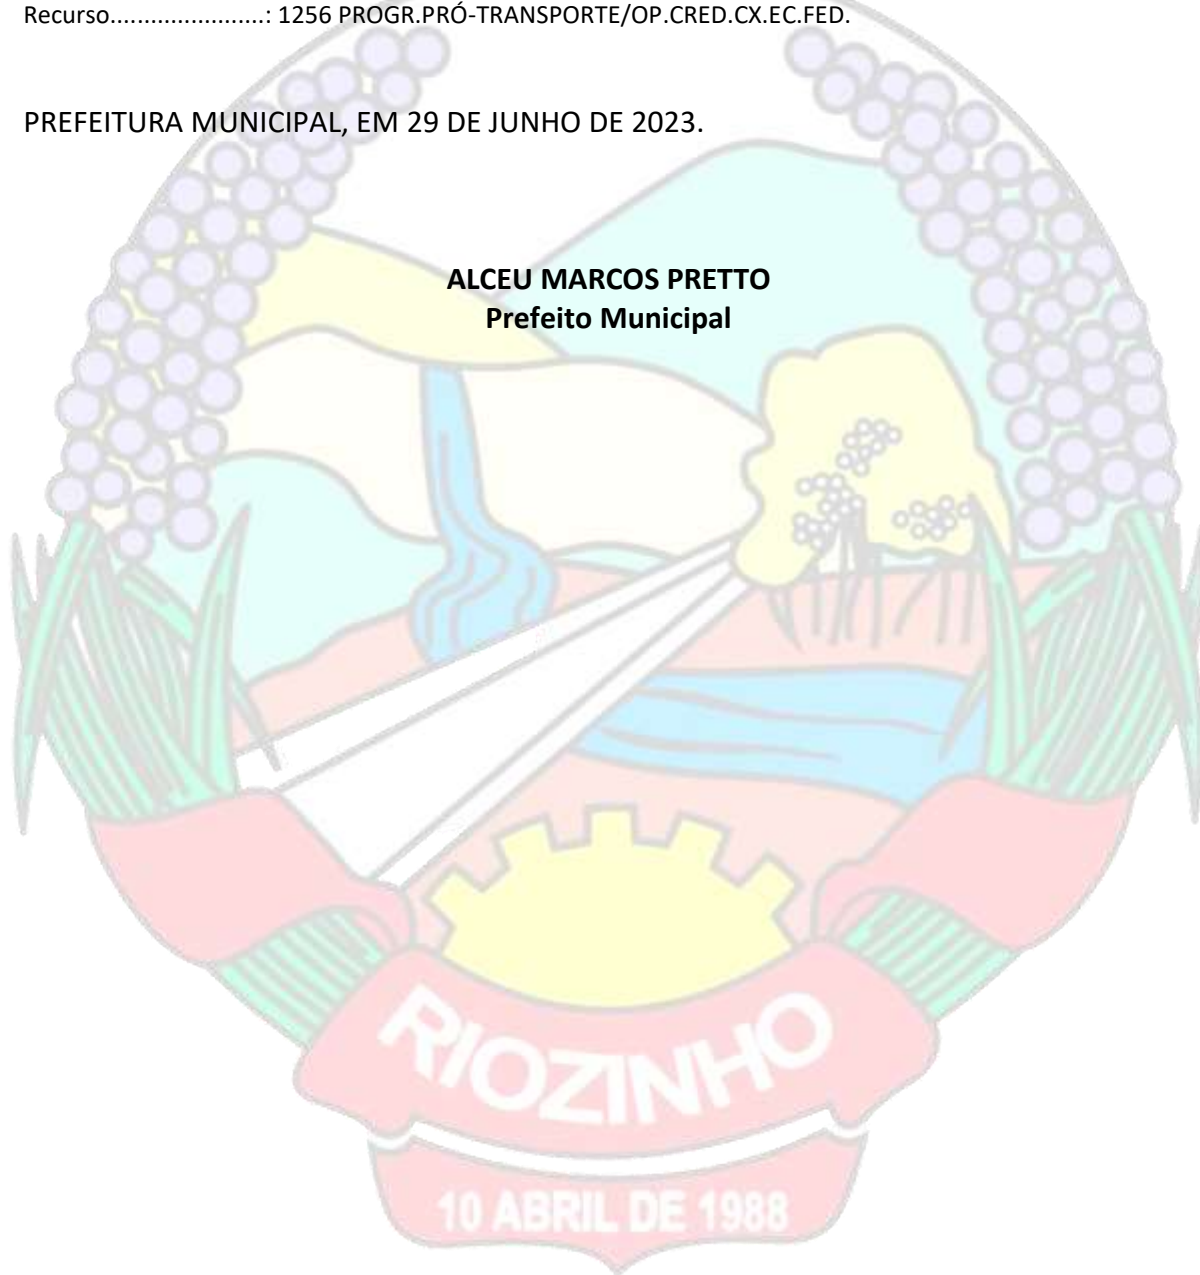 Recurso.......................: 1256 PROGR.PRÓ-TRANSPORTE/OP.CRED.CX.EC.FED.
PREFEITURA MUNICIPAL, EM 29 DE JUNHO DE 2023.
ALCEU MARCOS PRETTO
Prefeito Municipal
RIOZINHO
10 ABRIL DE 1988